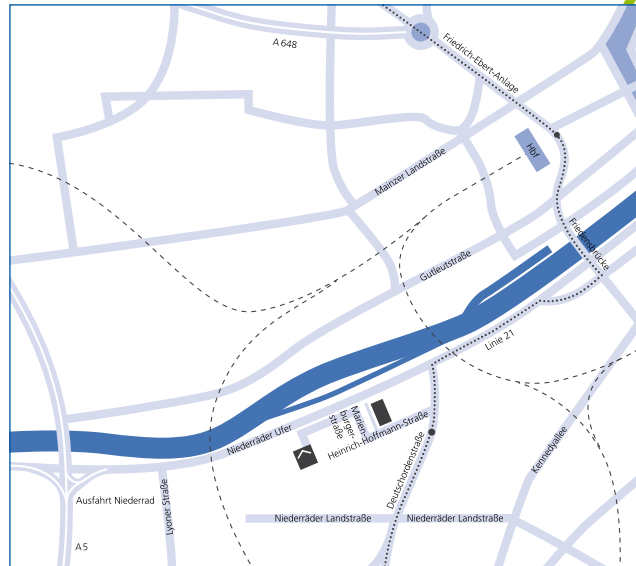 A 648
Friedrich-Ebert-Anlage
Hbf
Mainzer Landstraße
Friedensbrücke
Gutleutstraße
Linie 21
Marien-
burger-
straße
Niederräder Ufer
Heinrich-Hoffmann-Straße
Kennedyallee
Deutschordenstraße
Ausfahrt Niederrad
Lyoner Straße
Niederräder Landstraße
Niederräder Landstraße
A 5